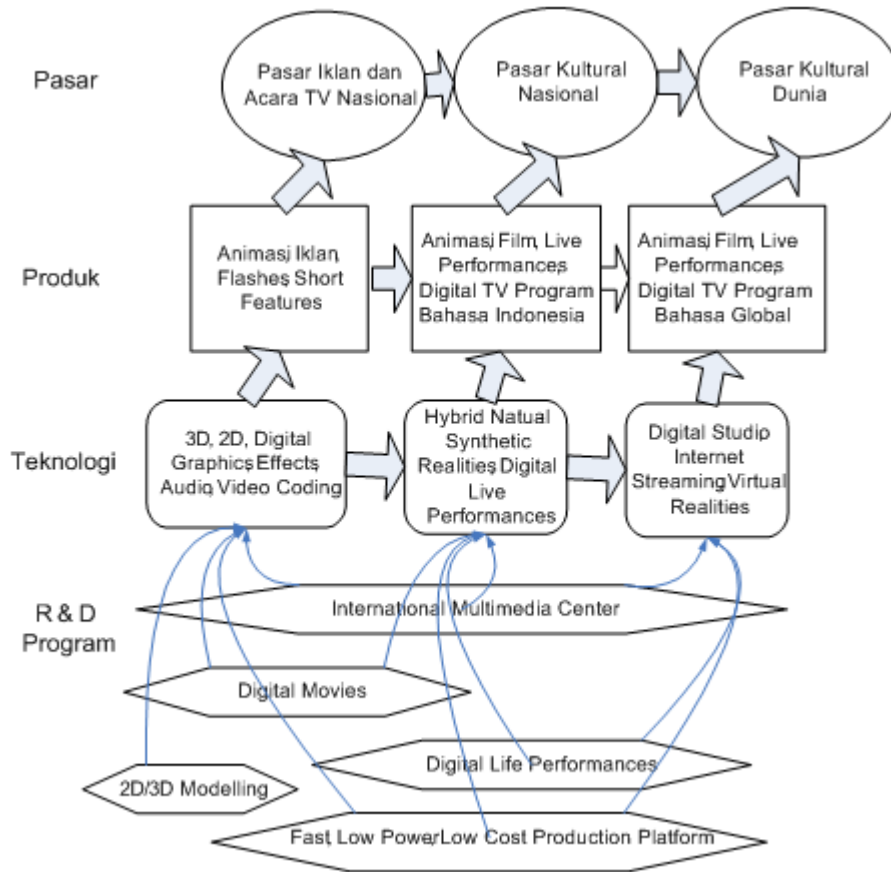 Pasar
Pasar Iklan dan
Acara TV Nasional
Pasar Kultural
Nasional
Pasar Kultural
Dunia
Produk
Animasi, Iklan,
Flashes, Short
Features
Animasi, Film, Live
Performances,
Digital TV Program
Bahasa Indonesia
Animasi, Film, Live
Performances,
Digital TV Program
Bahasa Global
Teknologi
3D, 2D, Digital
Graphics, Effects,
Audio, Video Coding
Hybrid Natual
Synthetic
Realities, Digital
Live
Performances
Digital Studio,
Internet
Streaming, Virtual
Realities
R & D
Program
International Multimedia Center
Digital Movies
Digital Life Performances
2D/3D Modelling
Fast, Low Power, Low Cost Production Platform